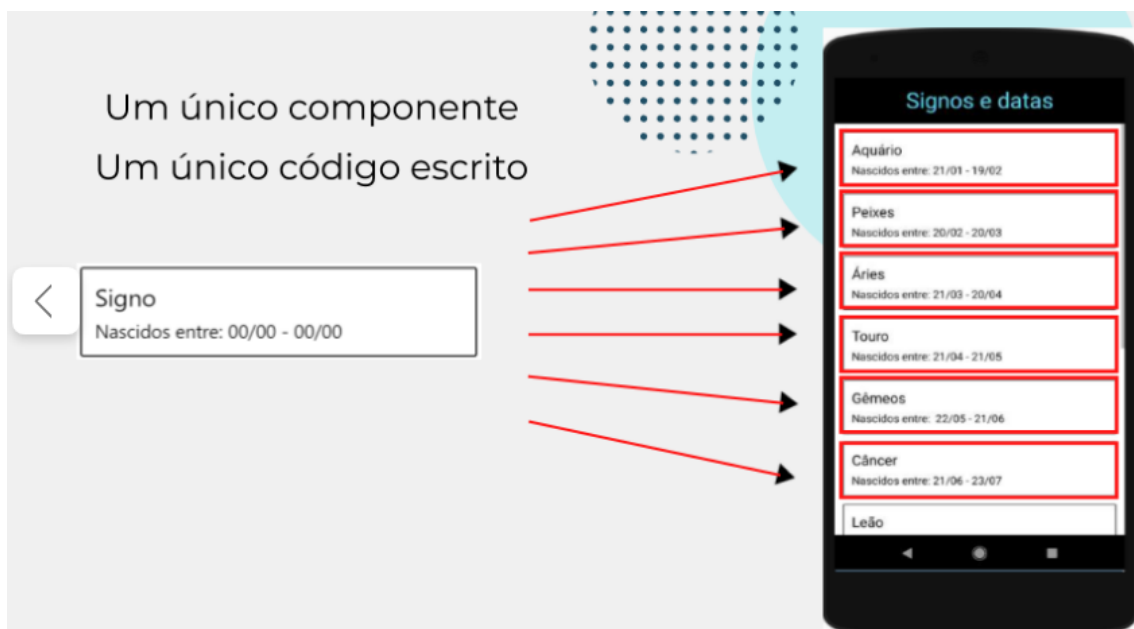 Um único componente
Um único código escrito
Signo
Nascidos entre: 00/00 - 00/00
Signos e datas
Aquário
Nascidos entre: 21/01 - 19/02
Peixes
Nascidos entre: 20/02 - 20/03
Áries
Nascidos entre: 21/03 - 20/04
Touro
Nascidos entre: 21/04 - 21/05
Gêmeos
Nascidos entre: 22/05 - 21/06
Câncer
Nascidos entre: 21/06 - 23/07
Leão